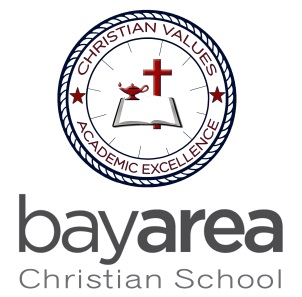 CHRISTIAN VALUES
ACADEMIC EXCELLENCE
bayarea
Christian School